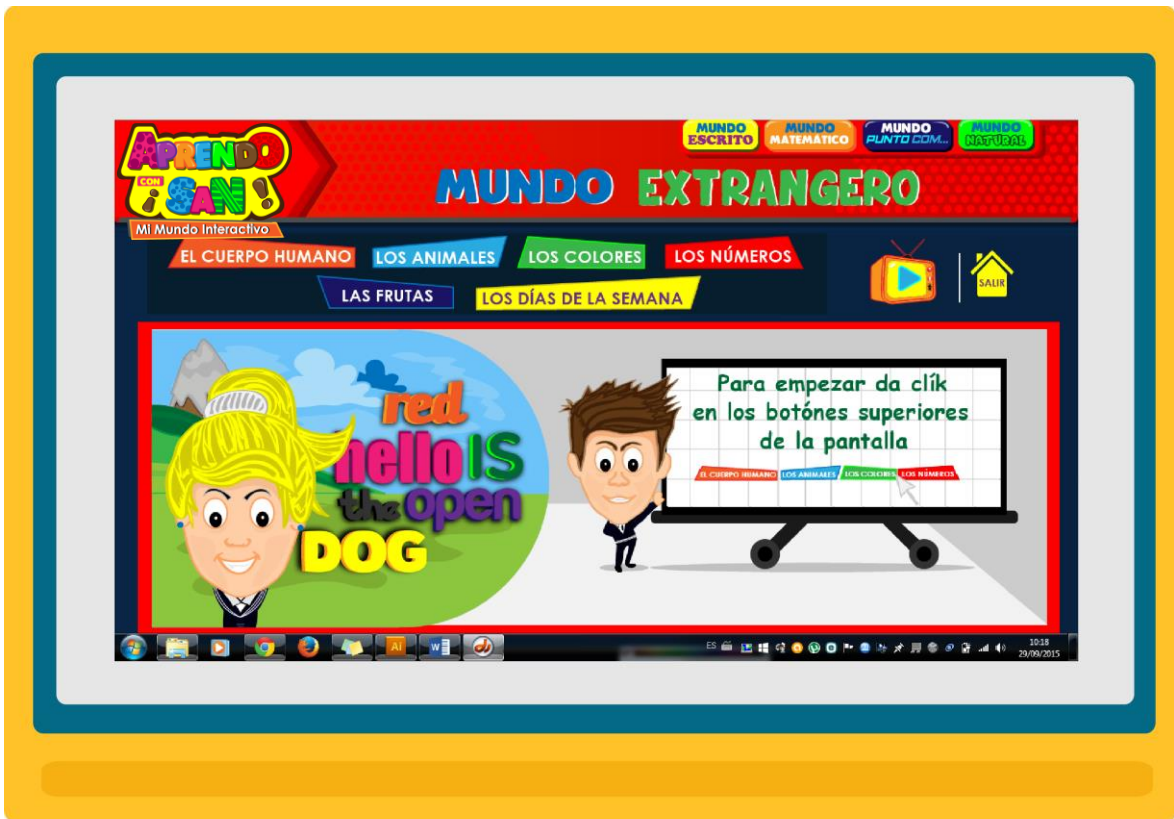 APRENDO
CON
¡SAN!
Mi Mundo Interactivo
MUNDO
ESCRITO
MUNDO
MATEMATICO
MUNDO
PUNTO COM...
MUNDO
NATURAL
MUNDO EXTRANGERO
EL CUERPO HUMANO
LOS ANIMALES
LOS COLORES
LOS NÚMEROS
LAS FRUTAS
LOS DÍAS DE LA SEMANA
SALIR
red
hello IS
the open
DOG
Para empezar da clík
en los botónes superiores
de la pantalla
EL CUERPO HUMANO LOS ANIMALES LOS COLORES LOS NÚMEROS
Ai
W
ES
10:18
29/09/2015